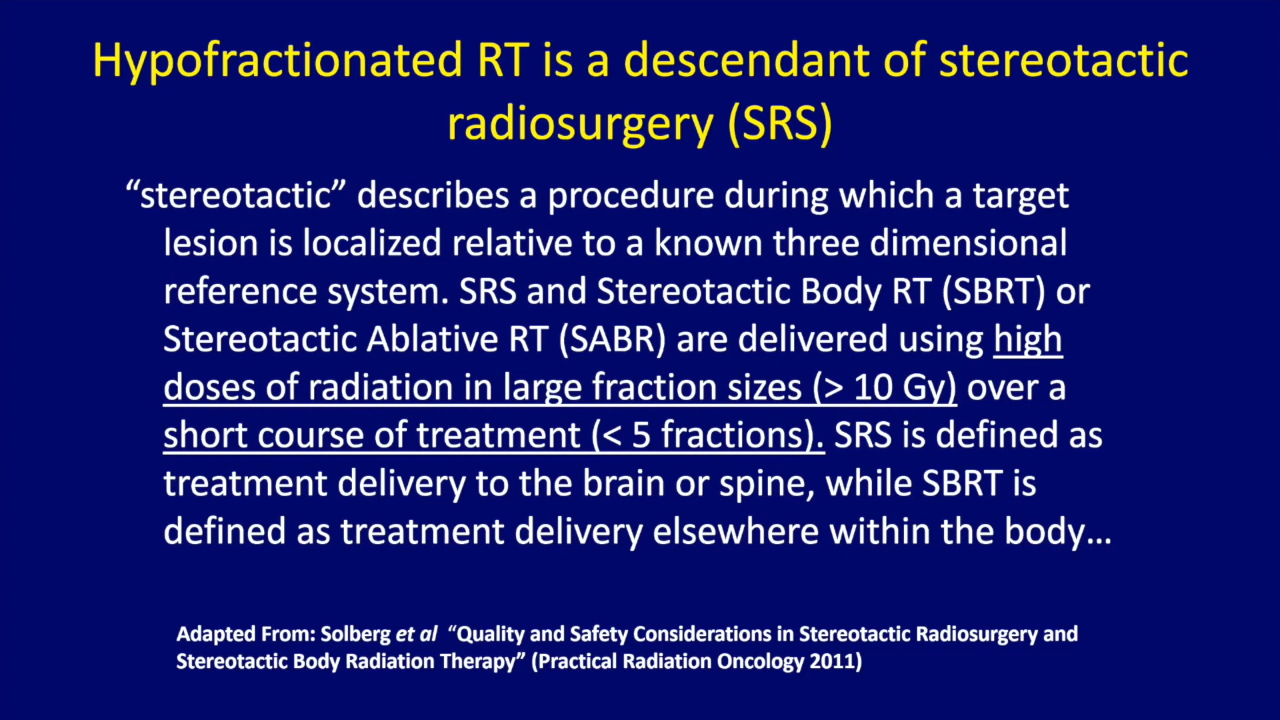 Hypofractionated RT is a descendant of stereotactic
radiosurgery (SRS)
“stereotactic” describes a procedure during which a target
lesion is localized relative to a known three dimensional
reference system. SRS and Stereotactic Body RT (SBRT) or
Stereotactic Ablative RT (SABR) are delivered using high
doses of radiation in large fraction sizes (> 10 Gy) over a
short course of treatment (< 5 fractions). SRS is defined as
treatment delivery to the brain or spine, while SBRT is
defined as treatment delivery elsewhere within the body…
Adapted From: Solberg et al “Quality and Safety Considerations in Stereotactic Radiosurgery and
Stereotactic Body Radiation Therapy” (Practical Radiation Oncology 2011)